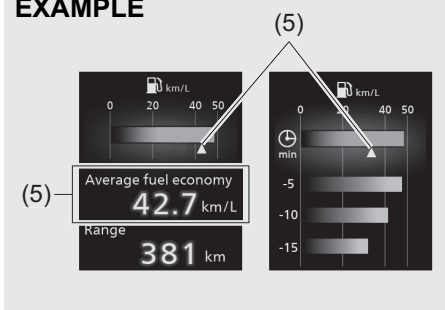 EXAMPLE
(5)
km/L
0 20 40 50
(5)
Average fuel economy
42.7 km/L
Range
381 km
km/L
0 20 40 50
min
-5
-10
-15